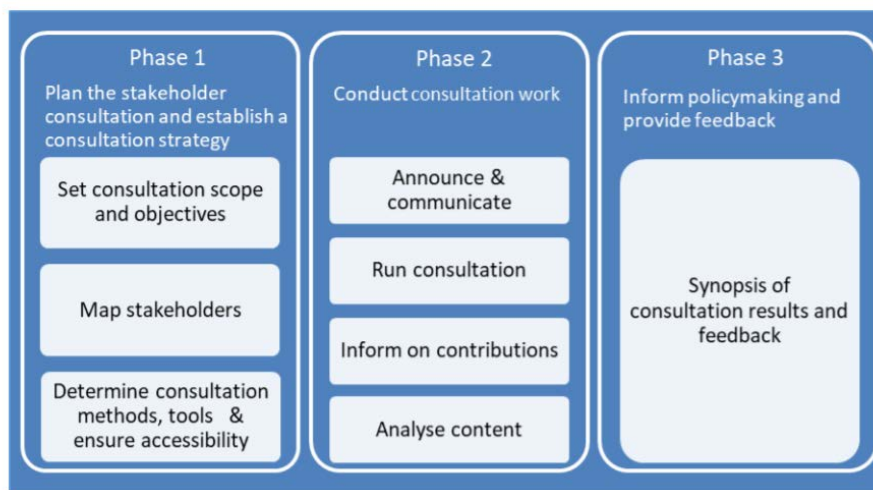 Phase 1
Plan the stakeholder
consultation and establish a
consultation strategy
Set consultation scope
and objectives
Map stakeholders
Determine consultation
methods, tools &
ensure accessibility
Phase 2
Conduct consultation work
Announce &
communicate
Run consultation
Inform on contributions
Analyse content
Phase 3
Inform policymaking and
provide feedback
Synopsis of
consultation results and
feedback